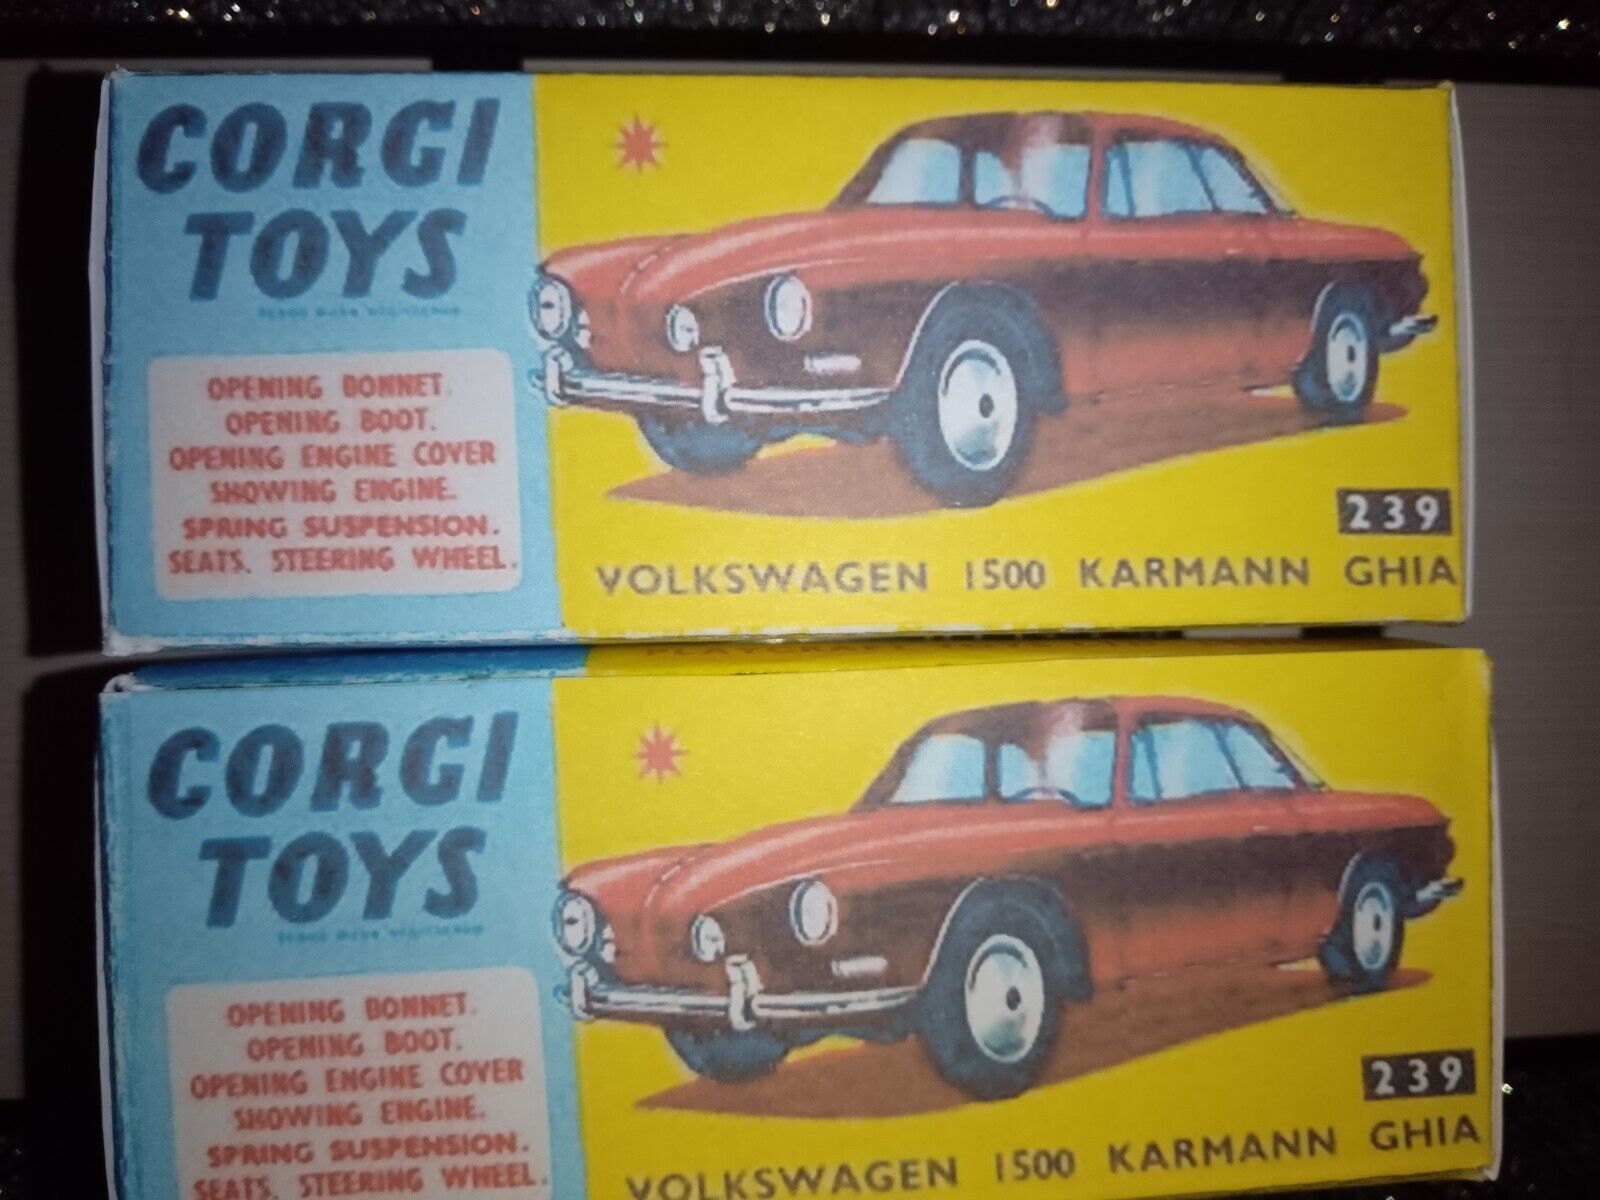 CORGI
TOYS
OPENING BONNET.
OPENING BOOT.
OPENING ENGINE COVER
SHOWING ENGINE.
SPRING SUSPENSION.
SEATS. STEERING WHEEL.
239
VOLKSWAGEN 1500 KARMANN GHIA
CORGI
TOYS
OPENING BONNET.
OPENING BOOT.
OPENING ENGINE COVER
SHOWING ENGINE.
SPRING SUSPENSION.
SEATS. STEERING WHEEL.
239
VOLKSWAGEN 1500 KARMANN GHIA